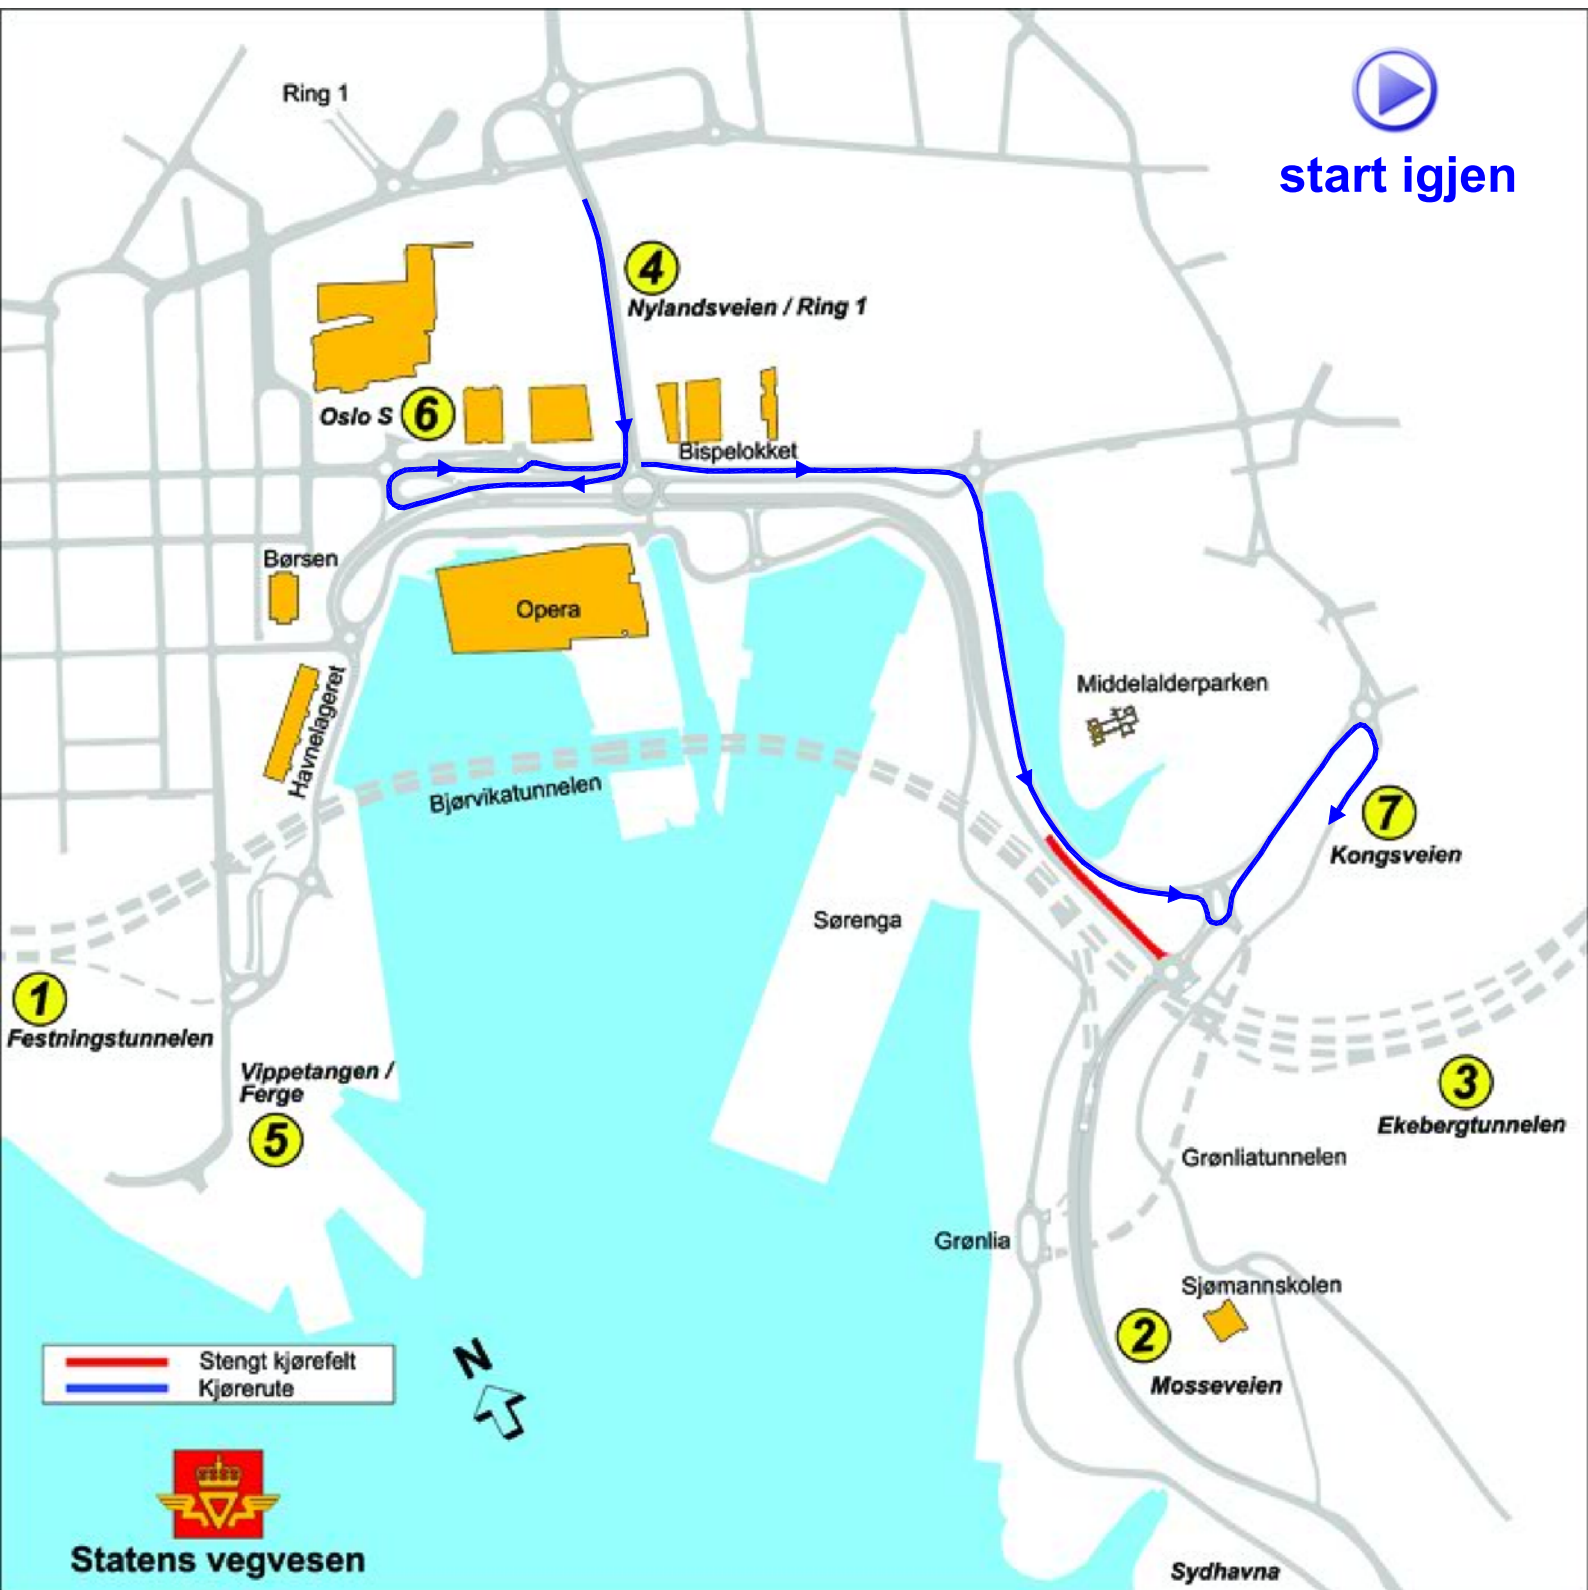 Ring 1
start igjen
4
Nylandsveien / Ring 1
Oslo S
6
Bispelokket
Børsen
Opera
Havnelageret
Middelalderparken
Bjørvikatunnelen
7
Kongsveien
Sørenga
1
Festningstunnelen
Vippetangen /
Ferge
5
3
Ekebergtunnelen
Grønliatunnelen
Grønlia
Sjømannskolen
2
Mosseveien
Stengt kjørefelt
Kjørerute
N
Statens vegvesen
Sydhavna